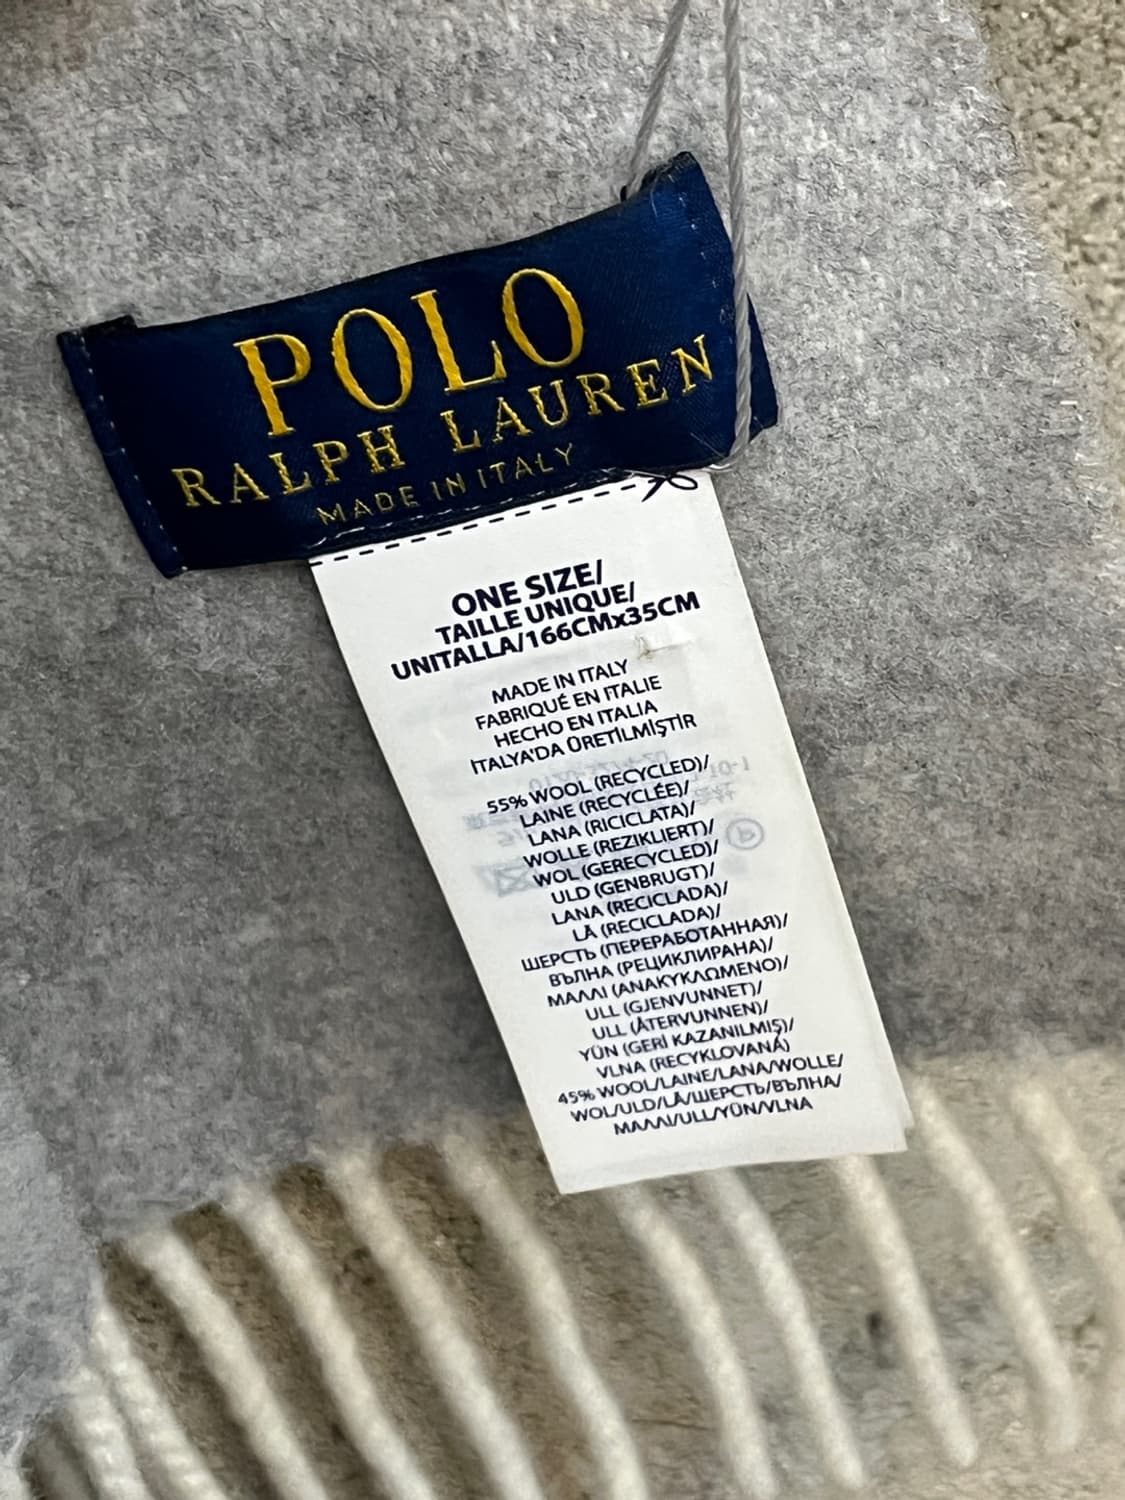 POLO
RALPH LAUREN
MADE IN ITALY
ONE SIZE/
TAILLE UNIQUE/
UNITALLA/166CMx35CM
MADE IN ITALY
FABRIQUÉ EN ITALIE
HECHO EN ITALIA
İTALYA'DA ÜRETİLMİŞTİR
55% WOOL (RECYCLED)/
LAINE (RECYCLÉE)/
LANA (RICICLATA)/
WOLLE (REZIKLIERT)/
WOL (GERECYCLED)/
ULD (GENBRUGT)/
LANA (RECICLADA)/
LÃ (RECICLADA)/
ШЕРСТЬ (ПЕРЕРАБОТАННАЯ)/
ВЪЛНА (РЕЦИКЛИРАНА)/
ΜΑΛΛΙ (ΑΝΑΚΥΚΛΩΜΕΝΟ)/
ULL (GJENVUNNET)/
ULL (ÅTERVUNNEN)/
YÜN (GERİ KAZANILMIŞ)/
VLNA (RECYKLOVANÁ)
45% WOOL/LAINE/LANA/WOLLE/
WOL/ULD/LÃ/ШЕРСТЬ/ВЪЛНА/
ΜΑΛΛΙ/ULL/YÜN/VLNA